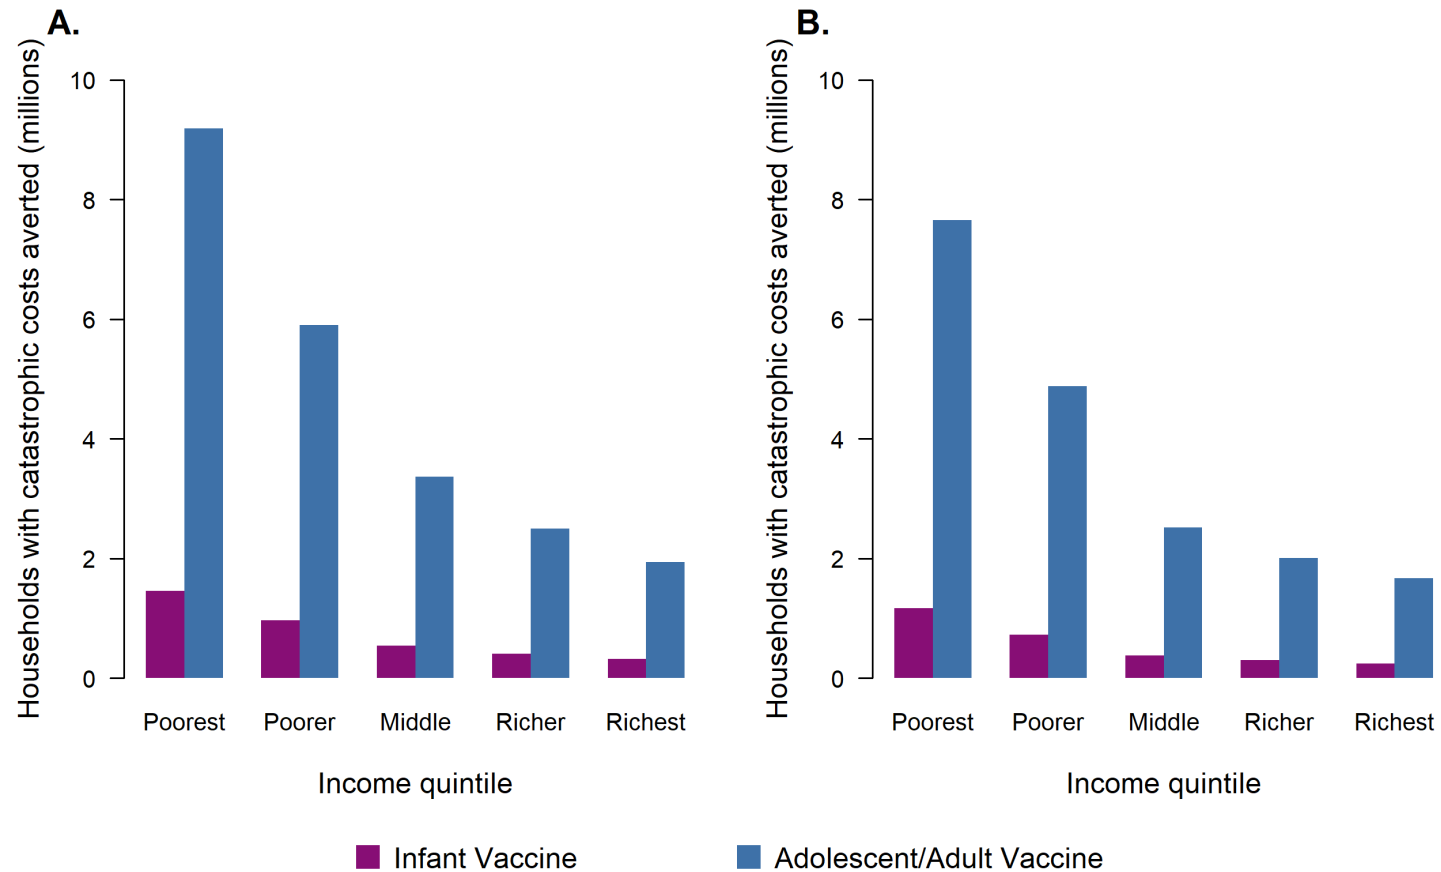 A.
Households with catastrophic costs averted (millions)
10
8
6
4
2
0
Poorest Poorer Middle Richer Richest
Income quintile
B.
Households with catastrophic costs averted (millions)
10
8
6
4
2
0
Poorest Poorer Middle Richer Richest
Income quintile
Infant Vaccine Adolescent/Adult Vaccine